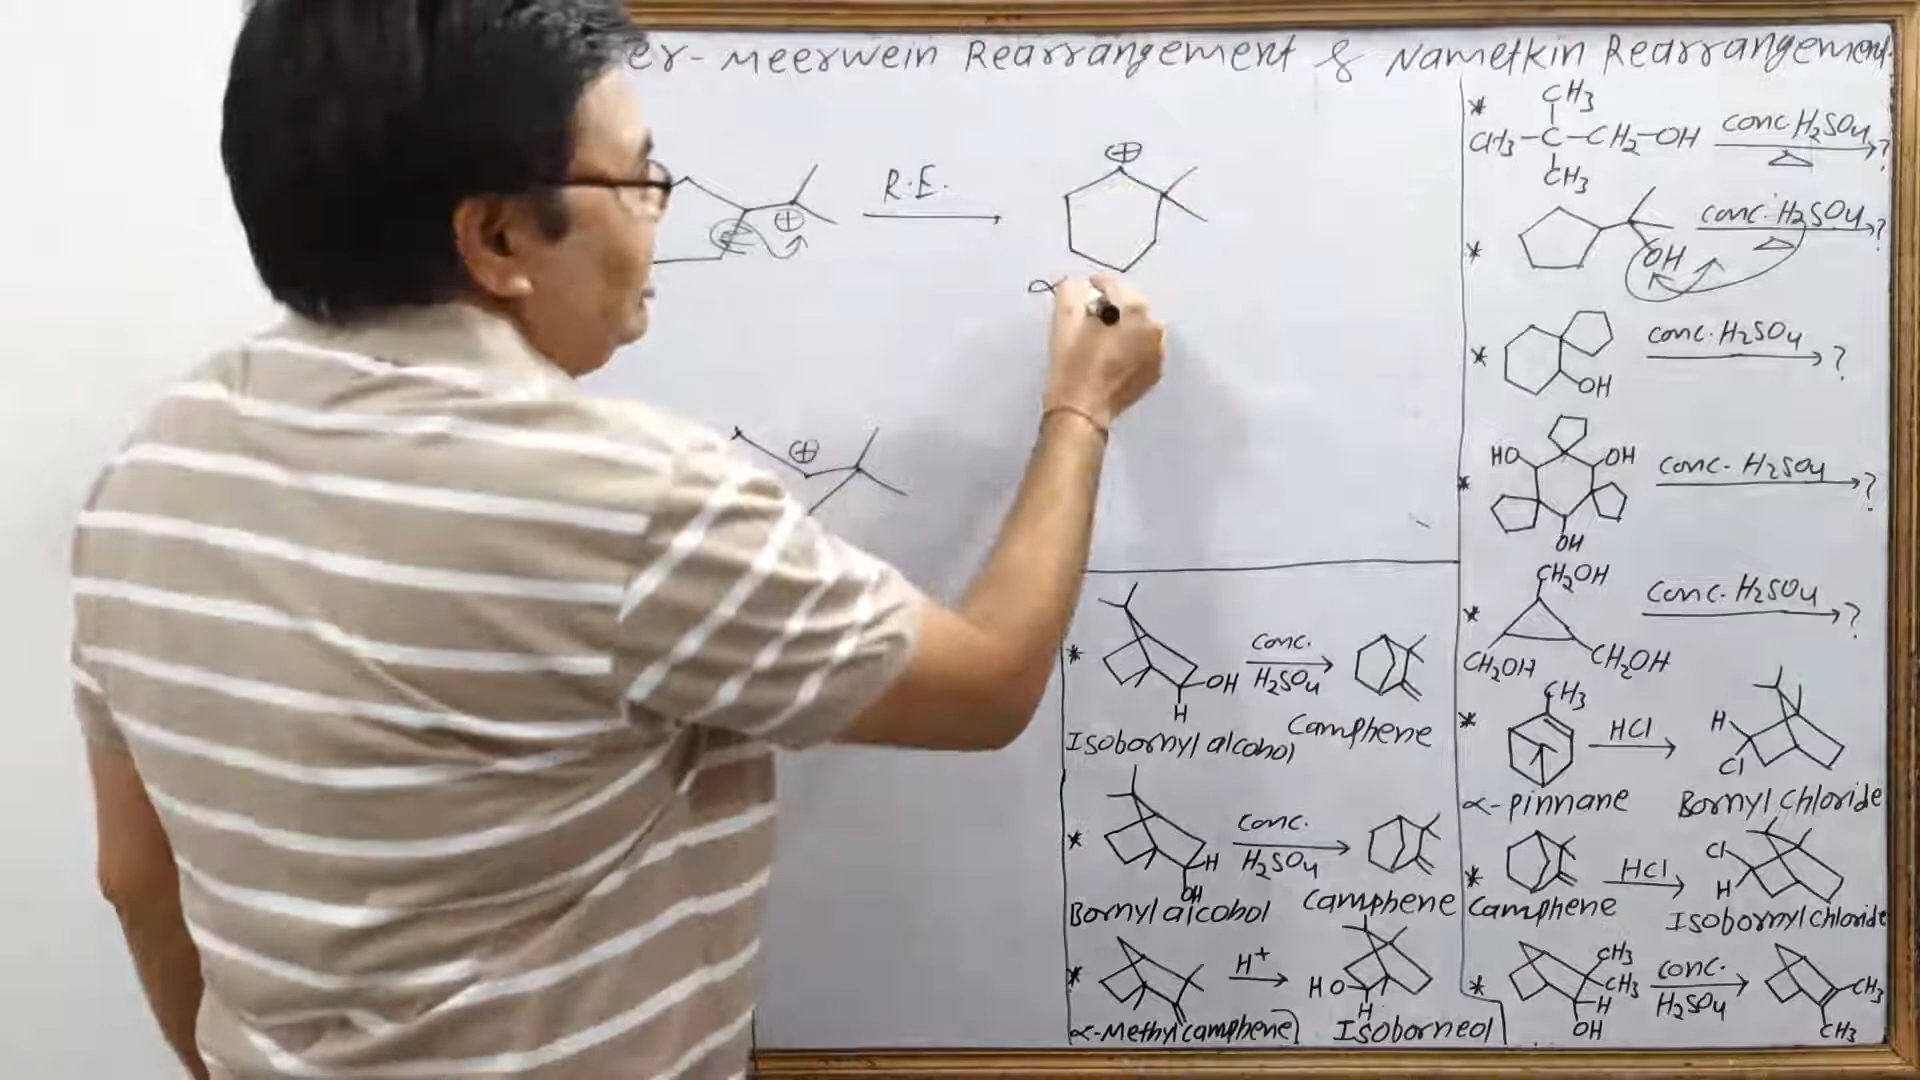 er-Meerwein Rearrangement & Nametkin Rearrangement.
R.E.
⊕
⊕
∝
⊕
* CH3
CH3-C-CH2-OH conc. H2SO4 △ ?
CH3
* OH conc. H2SO4 △ ?
* OH conc. H2SO4 ?
* HO OH conc. H2SO4 ?
OH
* CH2OH conc. H2SO4 ?
CH2OH CH2OH
* CH3 HCl H Cl
α-pinnane Bornyl chloride
* HCl Cl H
Camphene Isobornyl chloride
* CH3 CH3 H OH conc. H2SO4 CH3 CH3
* OH H conc. H2SO4
Isobornyl alcohol Camphene
* H OH conc. H2SO4
Bornyl alcohol Camphene
* H+ HO H
α-Methylcamphene Isoborneol